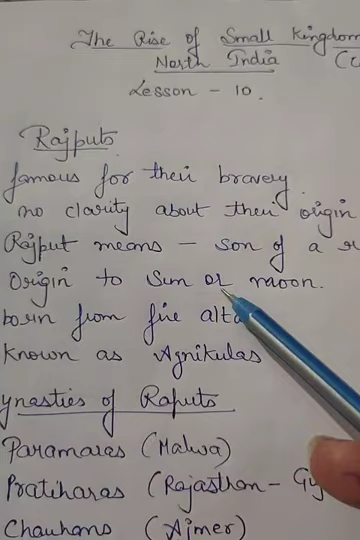 The Rise of Small Kingdom
North India
Lesson - 10.
Rajputs
famous for their bravery
no clarity about their origin
Rajput means - son of a
Origin to Sun or moon.
born from fire alta
Known as Agnikulas
ynasties of Raputs
Paramaras (Malwa)
Pratiharas (Rajasthan -
Chauhans (Ajmer)